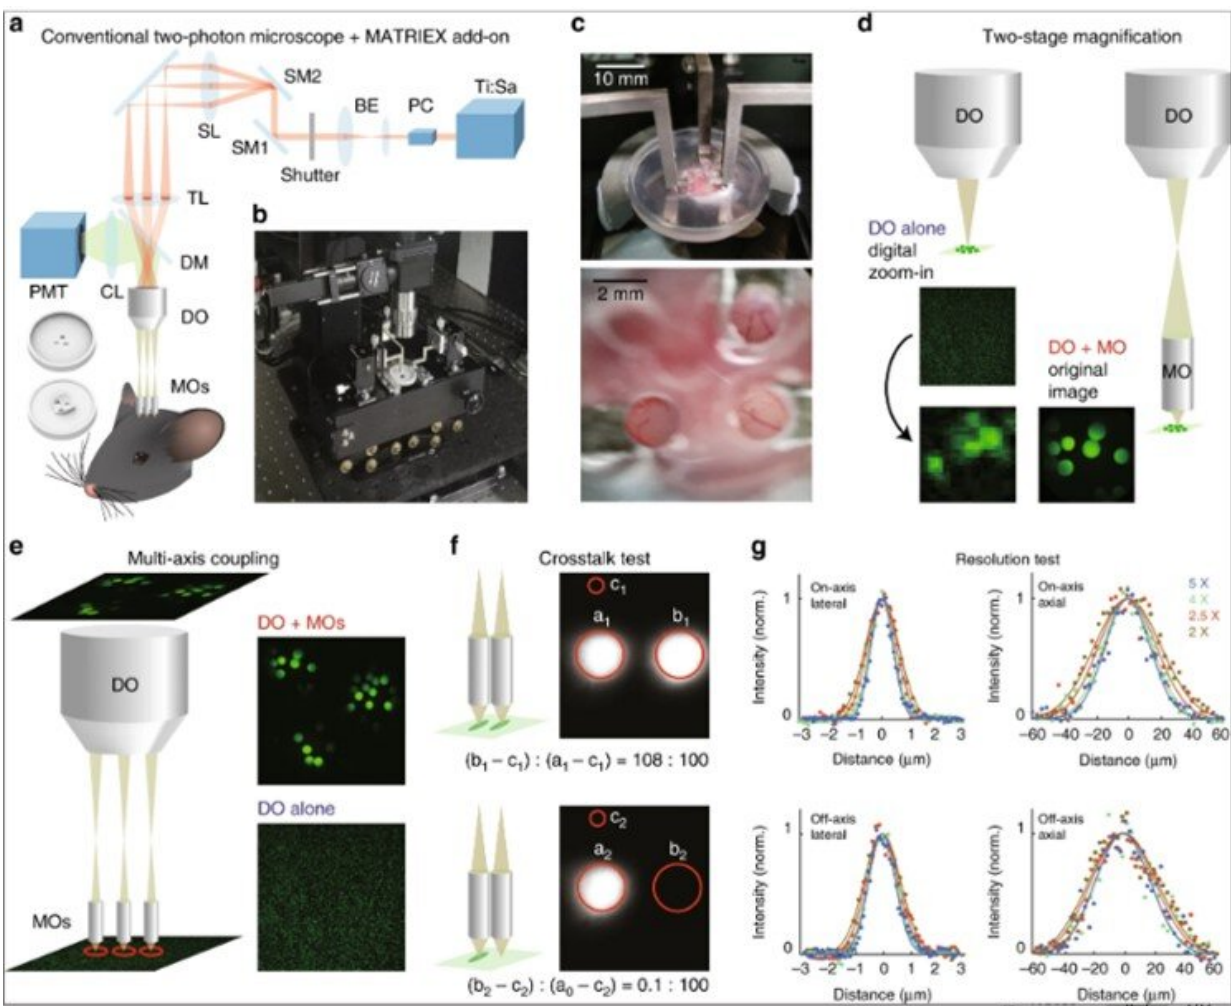 a
Conventional two-photon microscope + MATRIEX add-on
SM2
Ti:Sa
BE
PC
SL
SM1
Shutter
TL
DM
PMT
CL
DO
MOs
b
c
10 mm
2 mm
d
Two-stage magnification
DO
DO
DO alone
digital
zoom-in
DO + MO
original
image
MO
e
Multi-axis coupling
DO
DO + MOs
DO alone
MOs
f
Crosstalk test
c₁
a₁
b₁
(b₁ – c₁) : (a₁ – c₁) = 108 : 100
c₂
a₂
b₂
(b₂ – c₂) : (a₀ – c₂) = 0.1 : 100
g
Resolution test
On-axis
lateral
Intensity (norm.)
1
0
–3 –2 –1 0 1 2 3
Distance (μm)
On-axis
axial
5 X
4 X
2.5 X
2 X
Intensity (norm.)
1
0
–60 –40 –20 0 20 40 60
Distance (μm)
Off-axis
lateral
Intensity (norm.)
1
0
–3 –2 –1 0 1 2 3
Distance (μm)
Off-axis
axial
Intensity (norm.)
1
0
–60 –40 –20 0 20 40 60
Distance (μm)